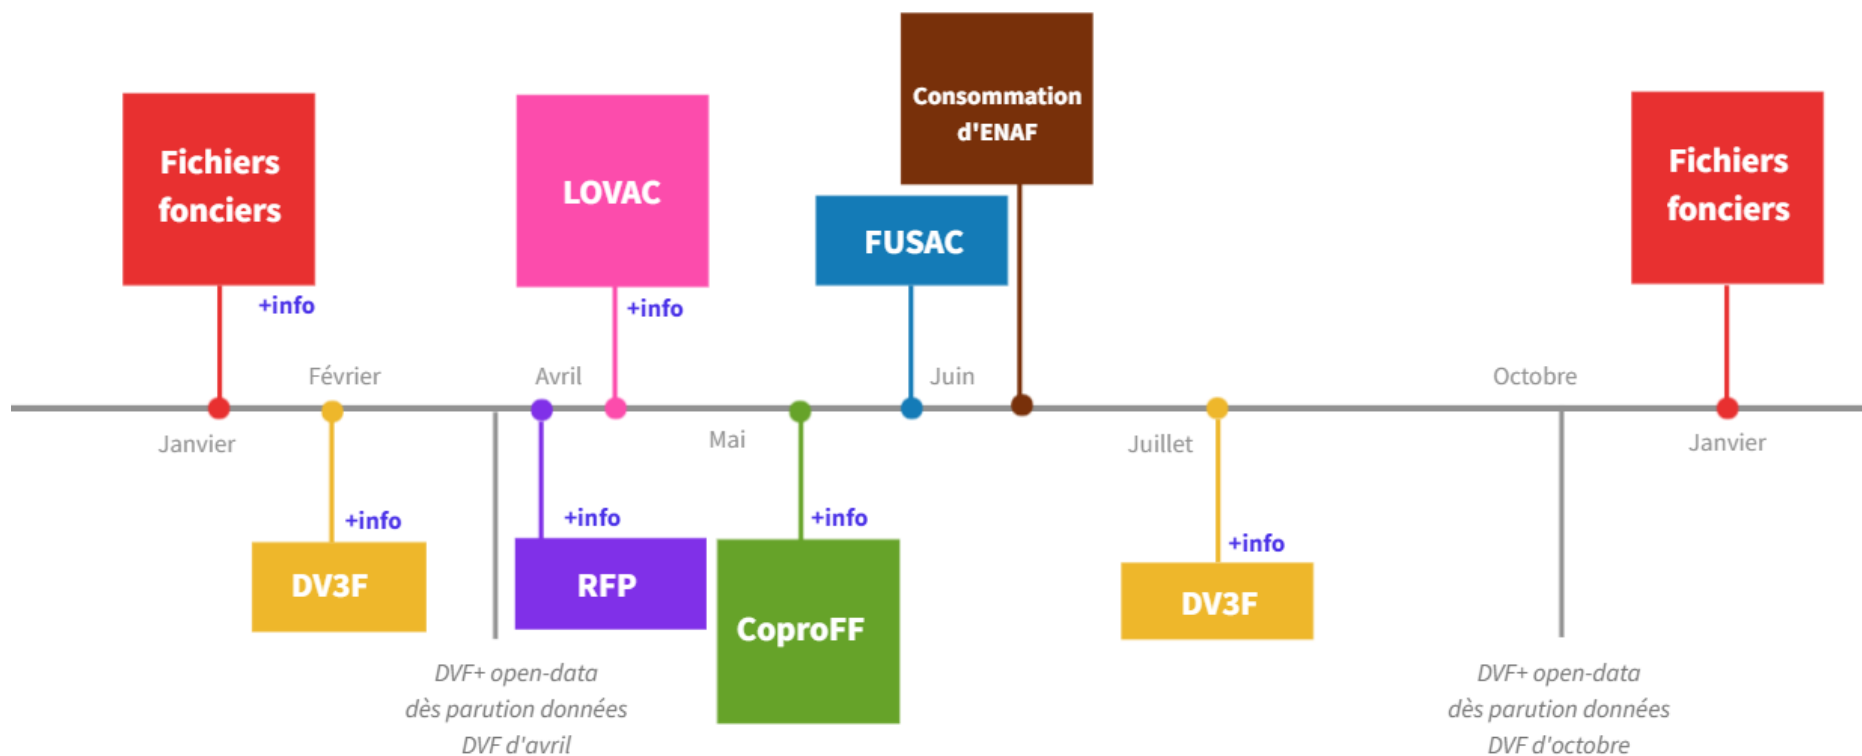 Consommation
d'ENAF
Fichiers
fonciers
LOVAC
Fichiers
fonciers
FUSAC
+info
+info
Février
Avril
Juin
Octobre
Janvier
Mai
Juillet
Janvier
+info
+info
+info
+info
DV3F
RFP
CoproFF
DV3F
DVF+ open-data
dès parution données
DVF d'avril
DVF+ open-data
dès parution données
DVF d'octobre